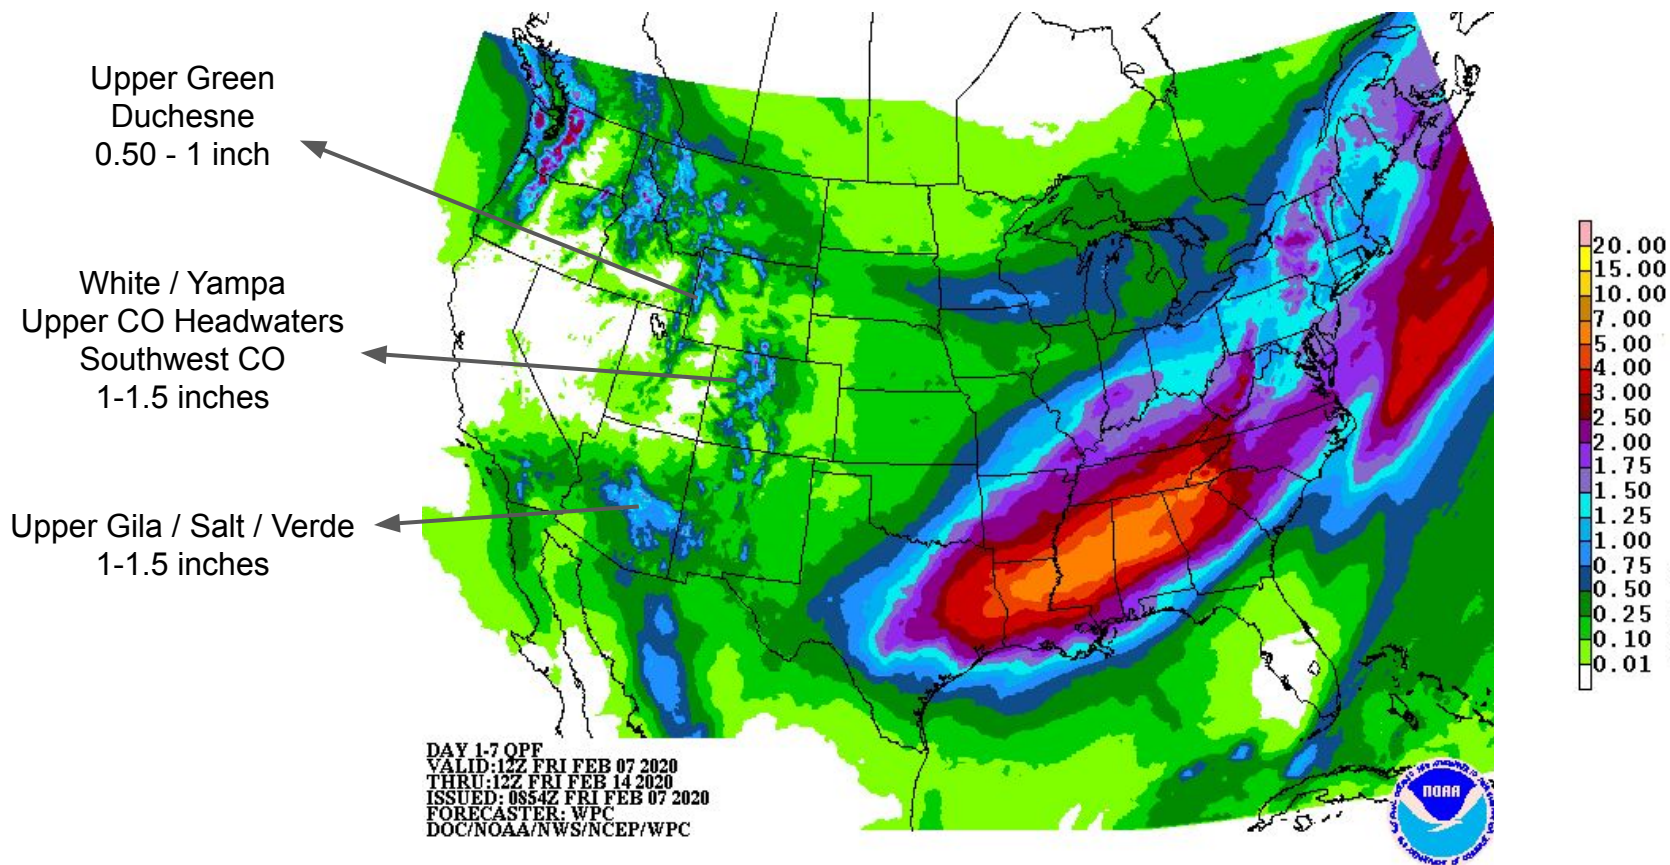 Upper Green
Duchesne
0.50 - 1 inch
White / Yampa
Upper CO Headwaters
Southwest CO
1-1.5 inches
Upper Gila / Salt / Verde
1-1.5 inches
20.00
15.00
10.00
7.00
5.00
4.00
3.00
2.50
2.00
1.75
1.50
1.25
1.00
0.75
0.50
0.25
0.10
0.01
DAY 1-7 QPF
VALID:12Z FRI FEB 07 2020
THRU:12Z FRI FEB 14 2020
ISSUED: 0854Z FRI FEB 07 2020
FORECASTER: WPC
DOC/NOAA/NWS/NCEP/WPC
NOAA